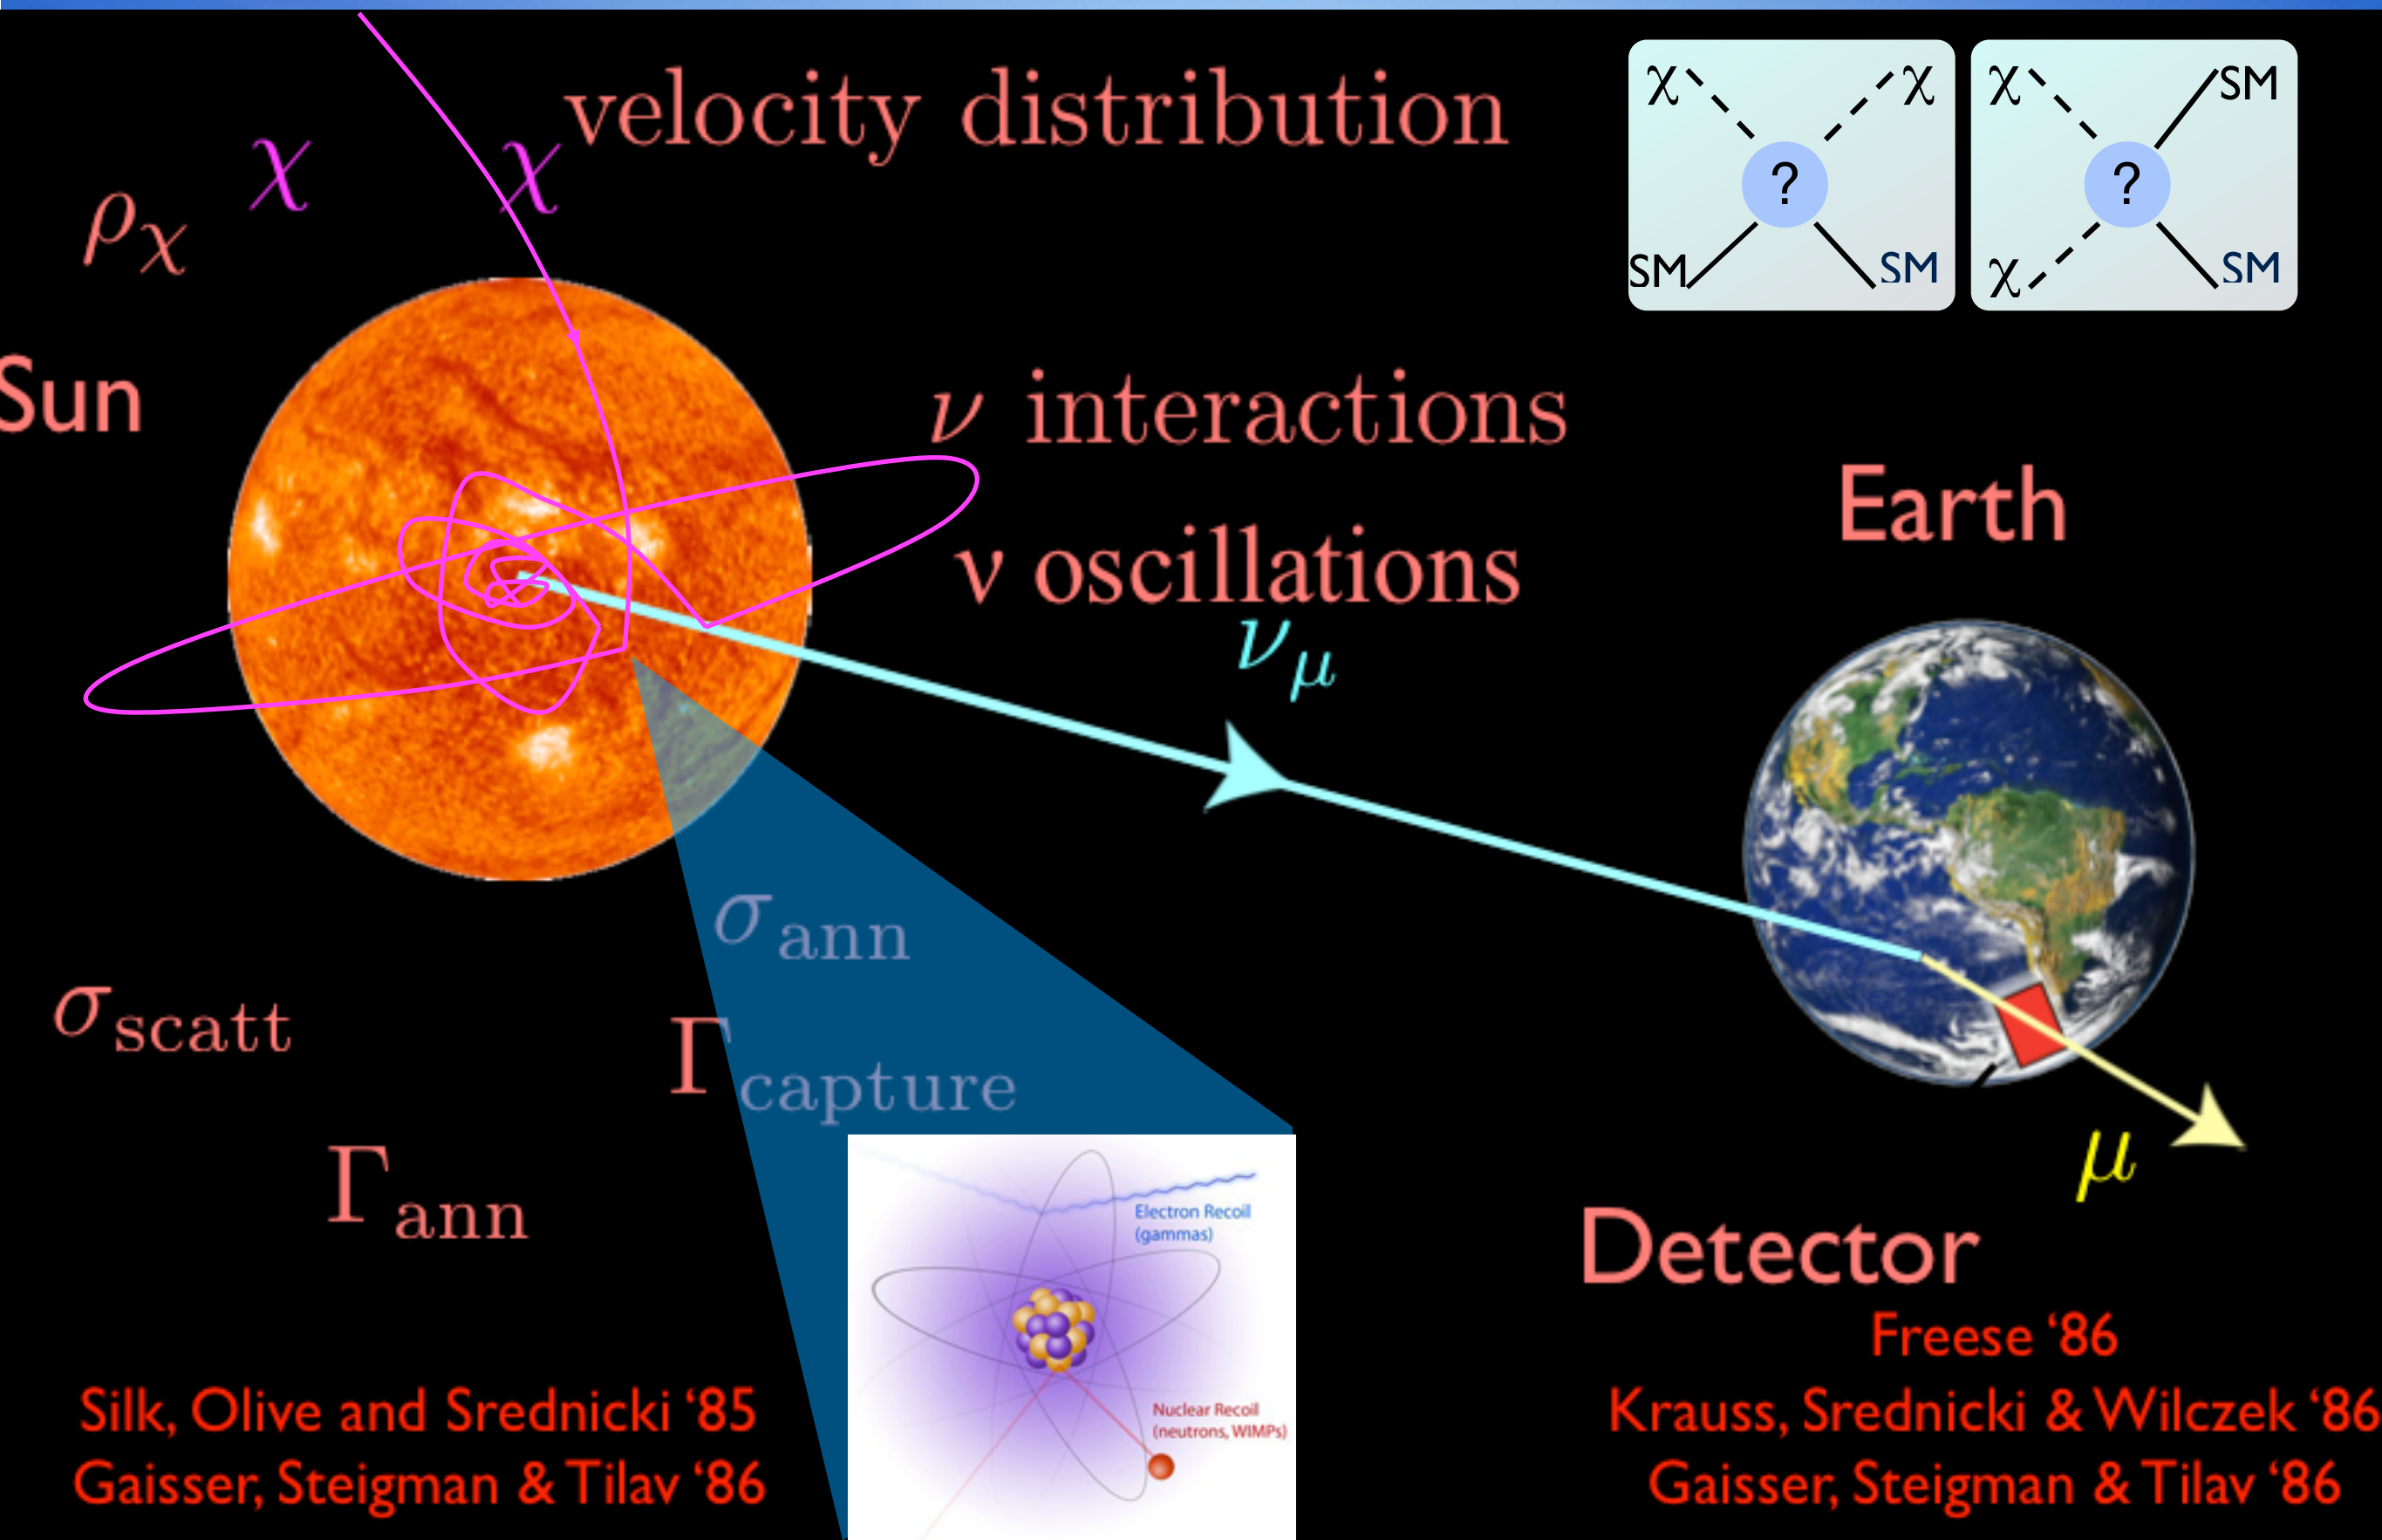 velocity distribution
χ
χ
ρχ
χ
χ
?
SM
SM
χ
SM
?
χ
SM
Sun
ν interactions
Earth
ν oscillations
νμ
σann
σscatt
Γcapture
Γann
μ
Electron Recoil
(gammas)
Nuclear Recoil
(neutrons, WIMPs)
Detector
Freese ‘86
Krauss, Srednicki & Wilczek ‘86
Gaisser, Steigman & Tilav ‘86
Silk, Olive and Srednicki ‘85
Gaisser, Steigman & Tilav ‘86